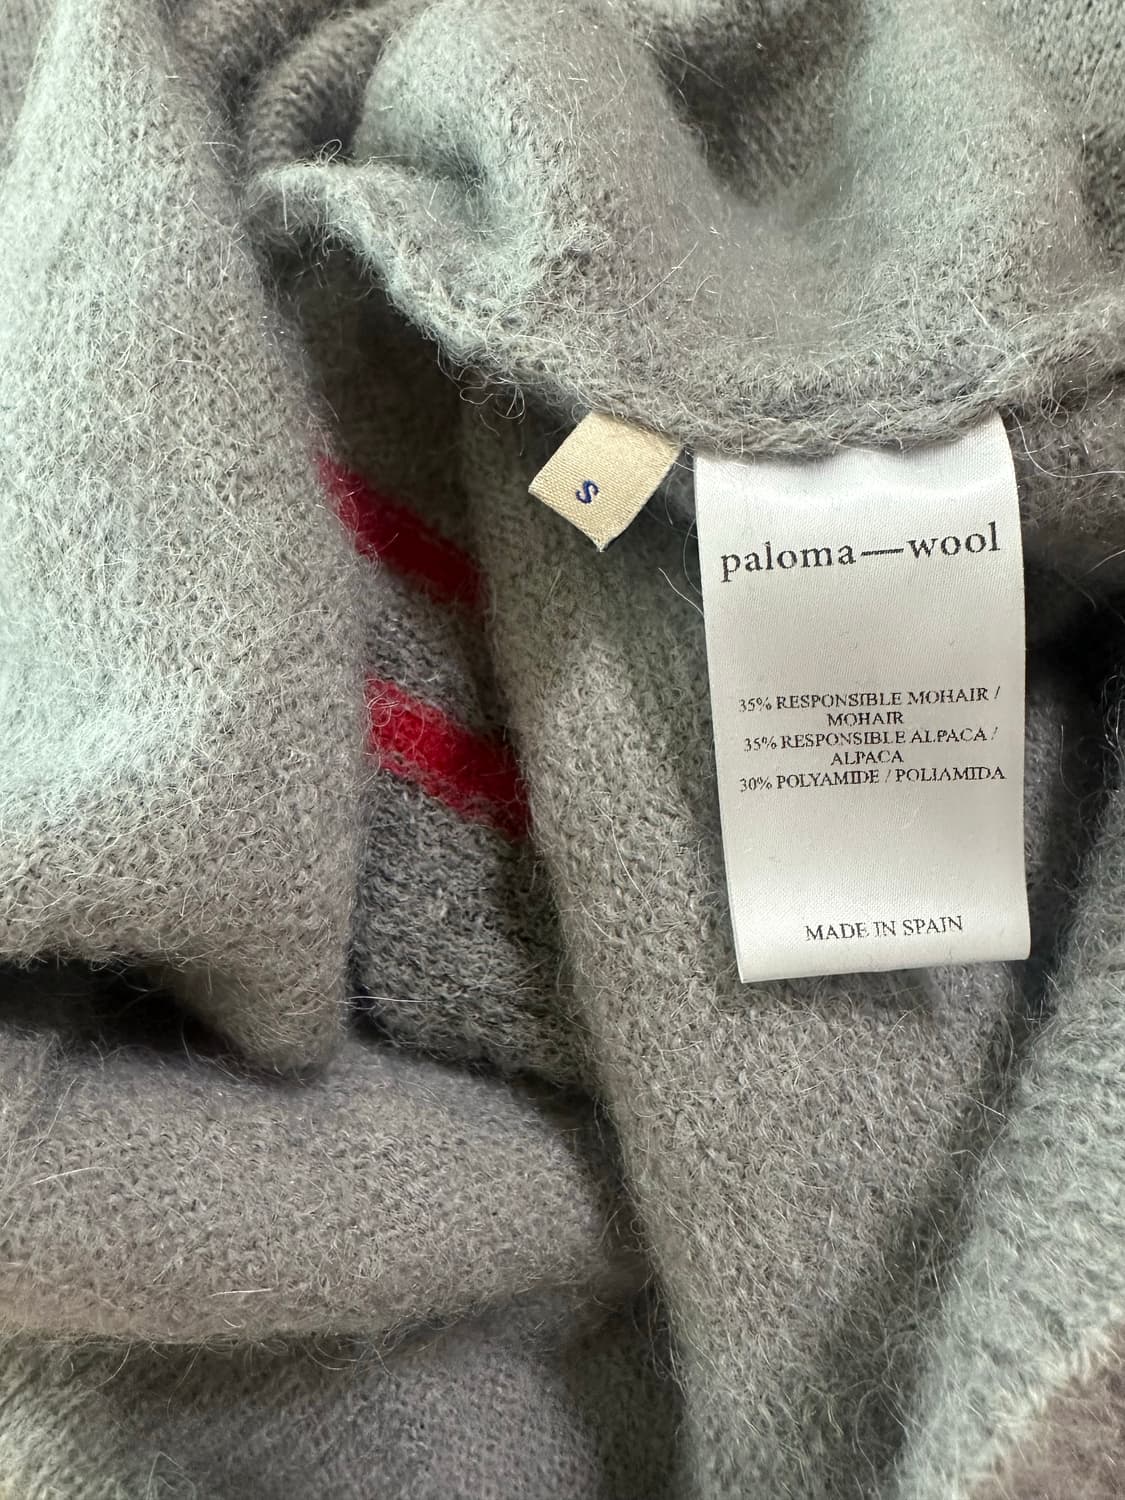 S
paloma—wool
35% RESPONSIBLE MOHAIR /
MOHAIR
35% RESPONSIBLE ALPACA /
ALPACA
30% POLYAMIDE / POLIAMIDA
MADE IN SPAIN